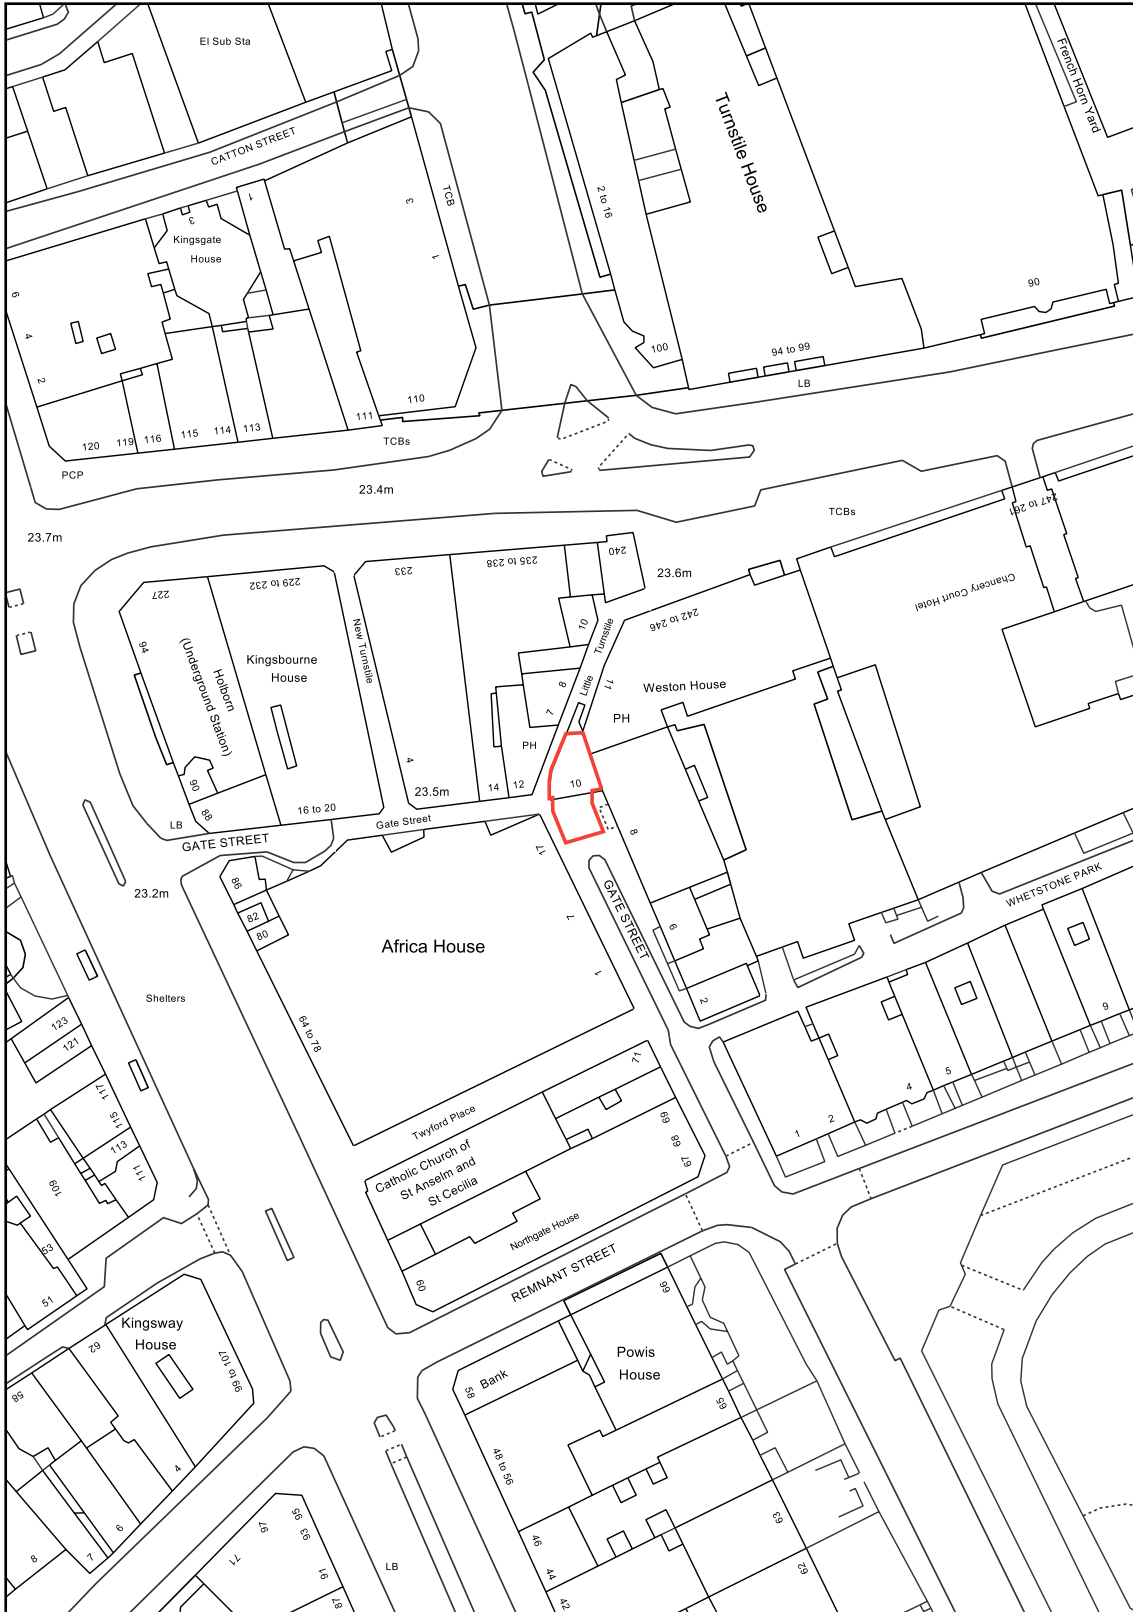 El Sub Sta
CATTON STREET
French Horn Yard
Turnstile House
2 to 16
TCB
3
1
1
3
Kingsgate
House
6
4
2
90
100
94 to 99
LB
110
111
113
114
115
116
119
120
TCBs
PCP
23.4m
23.7m
TCBs
247 to 261
Chancery Court Hotel
240
235 to 238
233
229 to 232
227
23.6m
242 to 246
10
Little Turnstile
11
8
7
New Turnstile
94
Holborn
(Underground Station)
Kingsbourne
House
Weston House
PH
PH
10
4
14
12
23.5m
90
88
16 to 20
LB
GATE STREET
Gate Street
17
8
7
1
86
82
80
23.2m
GATE STREET
WHETSTONE PARK
6
2
Africa House
Shelters
64 to 78
123
121
117
115
113
111
109
53
51
71
Twyford Place
Catholic Church of
St Anselm and
St Cecilia
69
68
67
Northgate House
60
REMNANT STREET
1
2
4
5
9
Kingsway
House
62
58
99 to 107
66
Powis
House
Bank
58
65
48 to 56
4
6
7
8
97
95
93
91
87
71
LB
46
44
42
63
62